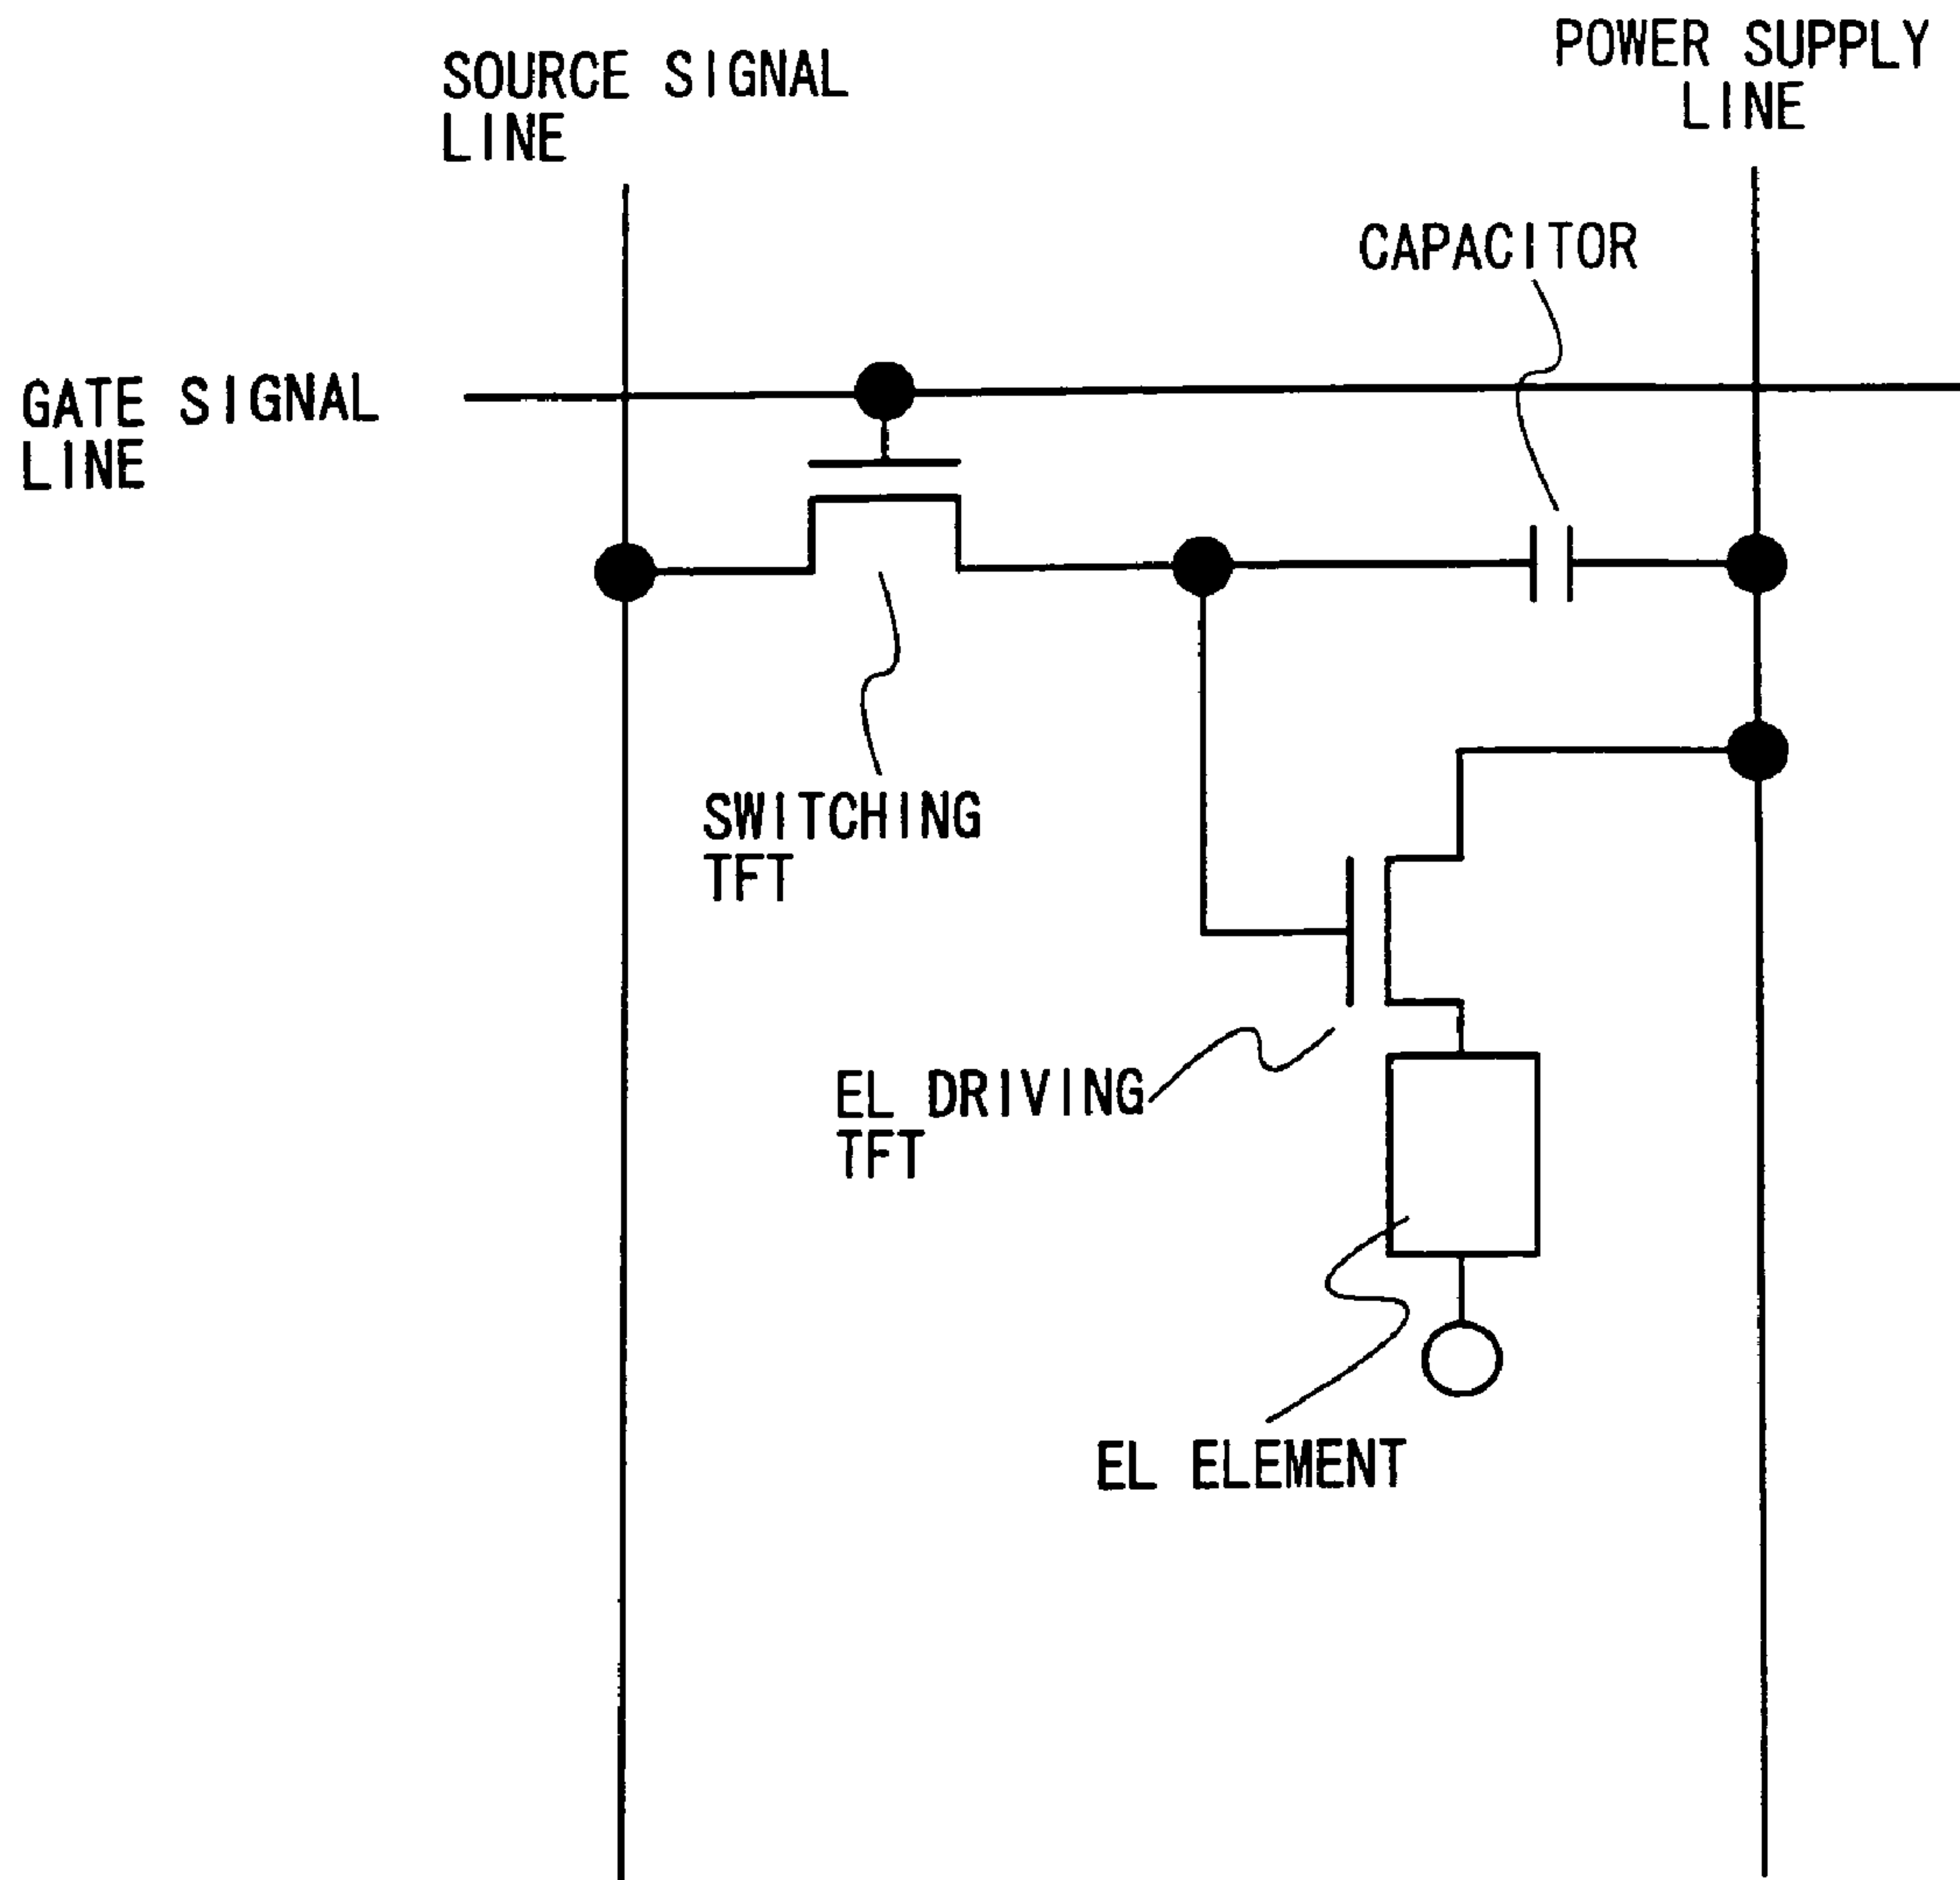 POWER SUPPLY
LINE
SOURCE SIGNAL
LINE
CAPACITOR
GATE SIGNAL
LINE
SWITCHING
TFT
EL DRIVING
TFT
EL ELEMENT